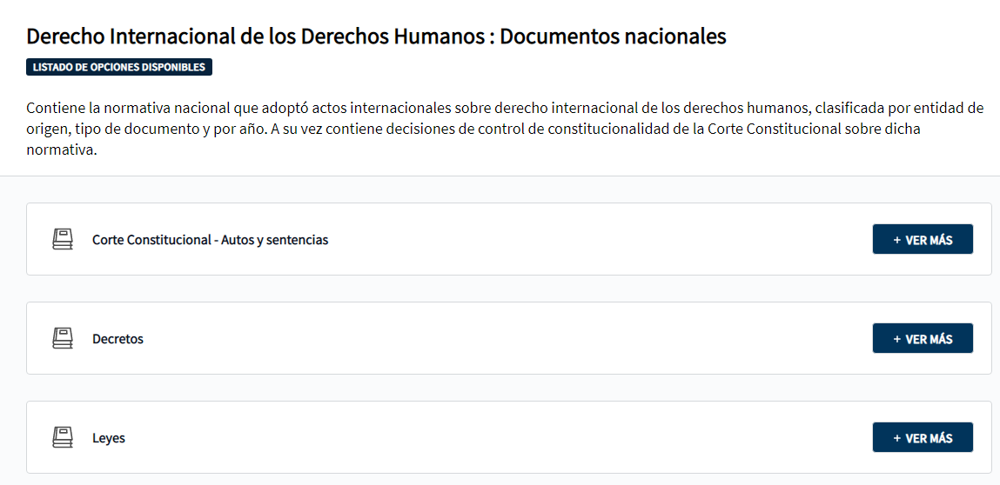 Derecho Internacional de los Derechos Humanos : Documentos nacionales
LISTADO DE OPCIONES DISPONIBLES
Contiene la normativa nacional que adoptó actos internacionales sobre derecho internacional de los derechos humanos, clasificada por entidad de
origen, tipo de documento y por año. A su vez contiene decisiones de control de constitucionalidad de la Corte Constitucional sobre dicha
normativa.
Corte Constitucional - Autos y sentencias
+ VER MÁS
Decretos
+ VER MÁS
Leyes
+ VER MÁS